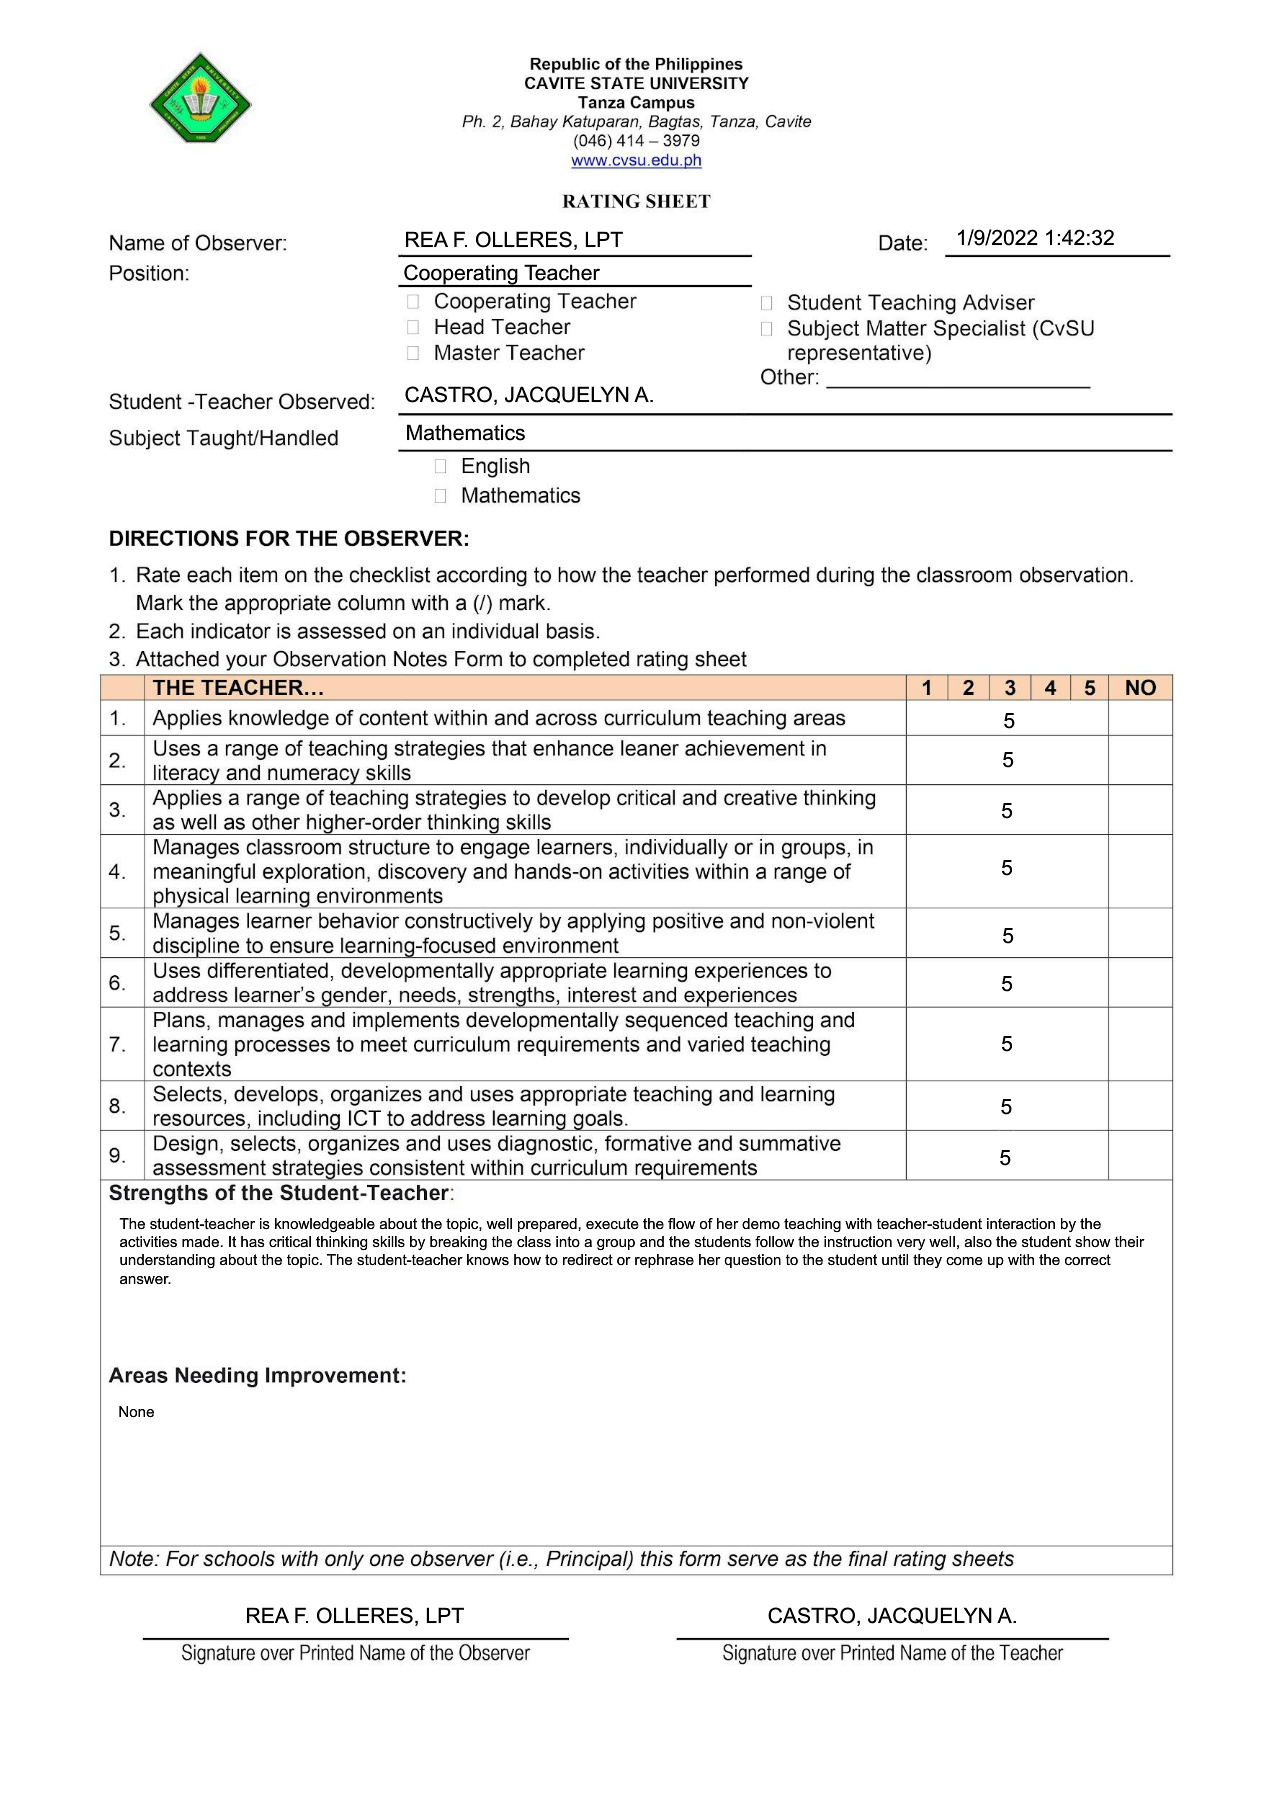 Republic of the Philippines
CAVITE STATE UNIVERSITY
Tanza Campus
Ph. 2, Bahay Katuparan, Bagtas, Tanza, Cavite
(046) 414 – 3979
www.cvsu.edu.ph
RATING SHEET
Name of Observer: REA F. OLLERES, LPT Date: 1/9/2022 1:42:32
Position: Cooperating Teacher
☐ Cooperating Teacher ☐ Student Teaching Adviser
☐ Head Teacher ☐ Subject Matter Specialist (CvSU
☐ Master Teacher representative)
Other:
Student -Teacher Observed: CASTRO, JACQUELYN A.
Subject Taught/Handled Mathematics
☐ English
☐ Mathematics
DIRECTIONS FOR THE OBSERVER:
1. Rate each item on the checklist according to how the teacher performed during the classroom observation.
Mark the appropriate column with a (/) mark.
2. Each indicator is assessed on an individual basis.
3. Attached your Observation Notes Form to completed rating sheet
THE TEACHER… 1 2 3 4 5 NO
1. Applies knowledge of content within and across curriculum teaching areas 5
2. Uses a range of teaching strategies that enhance leaner achievement in
literacy and numeracy skills 5
3. Applies a range of teaching strategies to develop critical and creative thinking
as well as other higher-order thinking skills 5
4. Manages classroom structure to engage learners, individually or in groups, in
meaningful exploration, discovery and hands-on activities within a range of 5
physical learning environments
5. Manages learner behavior constructively by applying positive and non-violent
discipline to ensure learning-focused environment 5
6. Uses differentiated, developmentally appropriate learning experiences to
address learner’s gender, needs, strengths, interest and experiences 5
7. Plans, manages and implements developmentally sequenced teaching and
learning processes to meet curriculum requirements and varied teaching 5
contexts
8. Selects, develops, organizes and uses appropriate teaching and learning
resources, including ICT to address learning goals. 5
9. Design, selects, organizes and uses diagnostic, formative and summative
assessment strategies consistent within curriculum requirements 5
Strengths of the Student-Teacher:
The student-teacher is knowledgeable about the topic, well prepared, execute the flow of her demo teaching with teacher-student interaction by the
activities made. It has critical thinking skills by breaking the class into a group and the students follow the instruction very well, also the student show their
understanding about the topic. The student-teacher knows how to redirect or rephrase her question to the student until they come up with the correct
answer.
Areas Needing Improvement:
None
Note: For schools with only one observer (i.e., Principal) this form serve as the final rating sheets
REA F. OLLERES, LPT CASTRO, JACQUELYN A.
Signature over Printed Name of the Observer Signature over Printed Name of the Teacher